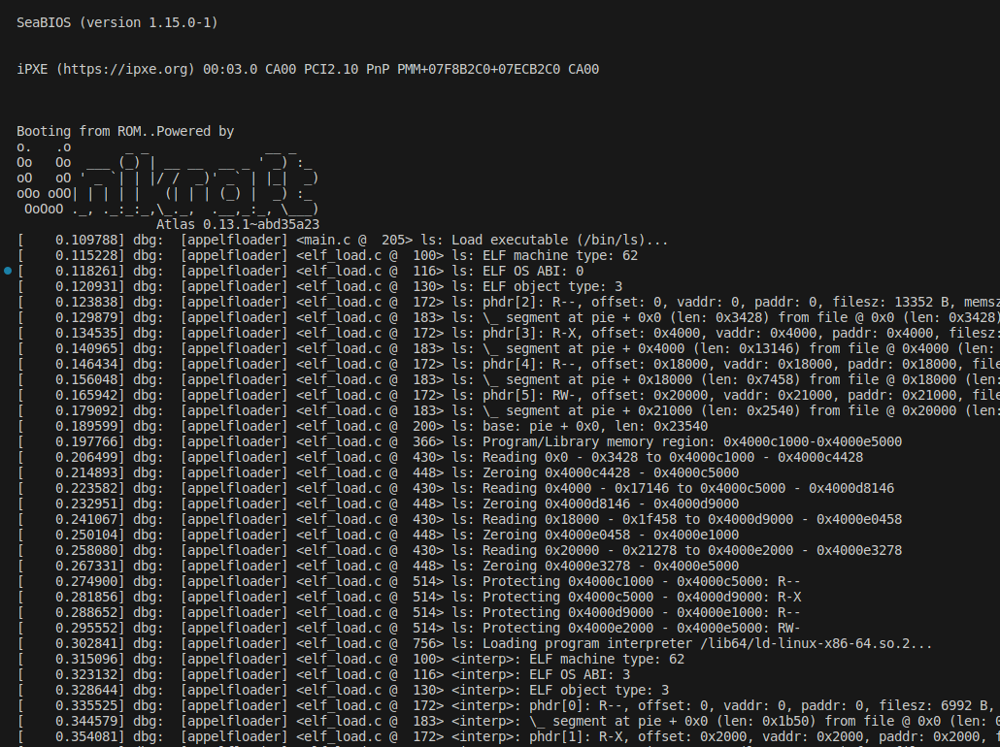 SeaBIOS (version 1.15.0-1)
iPXE (https://ipxe.org) 00:03.0 CA00 PCI2.10 PnP PMM+07F8B2C0+07ECB2C0 CA00
Booting from ROM..Powered by
o.   .o       _ _               __ _
Oo   Oo  ___ (_) | __ __  __ _ ' _) :_
oO   oO ' _ `| | |/ /  _)' _` | |_|  _)
oOo oOO| | | | |   (| | | (_) |  _) :_
 OoOoO ._, ._:_:_,\_._,  .__,_:_, \___)
                  Atlas 0.13.1~abd35a23
[    0.109788] dbg:  [appelfloader] <main.c @  205> ls: Load executable (/bin/ls)...
[    0.115228] dbg:  [appelfloader] <elf_load.c @  100> ls: ELF machine type: 62
[    0.118261] dbg:  [appelfloader] <elf_load.c @  116> ls: ELF OS ABI: 0
[    0.120931] dbg:  [appelfloader] <elf_load.c @  130> ls: ELF object type: 3
[    0.123838] dbg:  [appelfloader] <elf_load.c @  172> ls: phdr[2]: R--, offset: 0, vaddr: 0, paddr: 0, filesz: 13352 B, memsz
[    0.129879] dbg:  [appelfloader] <elf_load.c @  183> ls: \_ segment at pie + 0x0 (len: 0x3428) from file @ 0x0 (len: 0x3428)
[    0.134535] dbg:  [appelfloader] <elf_load.c @  172> ls: phdr[3]: R-X, offset: 0x4000, vaddr: 0x4000, paddr: 0x4000, filesz:
[    0.140965] dbg:  [appelfloader] <elf_load.c @  183> ls: \_ segment at pie + 0x4000 (len: 0x13146) from file @ 0x4000 (len:
[    0.146434] dbg:  [appelfloader] <elf_load.c @  172> ls: phdr[4]: R--, offset: 0x18000, vaddr: 0x18000, paddr: 0x18000, file
[    0.156048] dbg:  [appelfloader] <elf_load.c @  183> ls: \_ segment at pie + 0x18000 (len: 0x7458) from file @ 0x18000 (len:
[    0.165942] dbg:  [appelfloader] <elf_load.c @  172> ls: phdr[5]: RW-, offset: 0x20000, vaddr: 0x21000, paddr: 0x21000, file
[    0.179092] dbg:  [appelfloader] <elf_load.c @  183> ls: \_ segment at pie + 0x21000 (len: 0x2540) from file @ 0x20000 (len:
[    0.189599] dbg:  [appelfloader] <elf_load.c @  200> ls: base: pie + 0x0, len: 0x23540
[    0.197766] dbg:  [appelfloader] <elf_load.c @  366> ls: Program/Library memory region: 0x4000c1000-0x4000e5000
[    0.206499] dbg:  [appelfloader] <elf_load.c @  430> ls: Reading 0x0 - 0x3428 to 0x4000c1000 - 0x4000c4428
[    0.214893] dbg:  [appelfloader] <elf_load.c @  448> ls: Zeroing 0x4000c4428 - 0x4000c5000
[    0.223582] dbg:  [appelfloader] <elf_load.c @  430> ls: Reading 0x4000 - 0x17146 to 0x4000c5000 - 0x4000d8146
[    0.232951] dbg:  [appelfloader] <elf_load.c @  448> ls: Zeroing 0x4000d8146 - 0x4000d9000
[    0.241067] dbg:  [appelfloader] <elf_load.c @  430> ls: Reading 0x18000 - 0x1f458 to 0x4000d9000 - 0x4000e0458
[    0.250104] dbg:  [appelfloader] <elf_load.c @  448> ls: Zeroing 0x4000e0458 - 0x4000e1000
[    0.258080] dbg:  [appelfloader] <elf_load.c @  430> ls: Reading 0x20000 - 0x21278 to 0x4000e2000 - 0x4000e3278
[    0.267331] dbg:  [appelfloader] <elf_load.c @  448> ls: Zeroing 0x4000e3278 - 0x4000e5000
[    0.274900] dbg:  [appelfloader] <elf_load.c @  514> ls: Protecting 0x4000c1000 - 0x4000c5000: R--
[    0.281856] dbg:  [appelfloader] <elf_load.c @  514> ls: Protecting 0x4000c5000 - 0x4000d9000: R-X
[    0.288652] dbg:  [appelfloader] <elf_load.c @  514> ls: Protecting 0x4000d9000 - 0x4000e1000: R--
[    0.295552] dbg:  [appelfloader] <elf_load.c @  514> ls: Protecting 0x4000e2000 - 0x4000e5000: RW-
[    0.302841] dbg:  [appelfloader] <elf_load.c @  756> ls: Loading program interpreter /lib64/ld-linux-x86-64.so.2...
[    0.315096] dbg:  [appelfloader] <elf_load.c @  100> <interp>: ELF machine type: 62
[    0.323132] dbg:  [appelfloader] <elf_load.c @  116> <interp>: ELF OS ABI: 3
[    0.328644] dbg:  [appelfloader] <elf_load.c @  130> <interp>: ELF object type: 3
[    0.335525] dbg:  [appelfloader] <elf_load.c @  172> <interp>: phdr[0]: R--, offset: 0, vaddr: 0, paddr: 0, filesz: 6992 B,
[    0.344579] dbg:  [appelfloader] <elf_load.c @  183> <interp>: \_ segment at pie + 0x0 (len: 0x1b50) from file @ 0x0 (len:
[    0.354081] dbg:  [appelfloader] <elf_load.c @  172> <interp>: phdr[1]: R-X, offset: 0x2000, vaddr: 0x2000, paddr: 0x2000, f